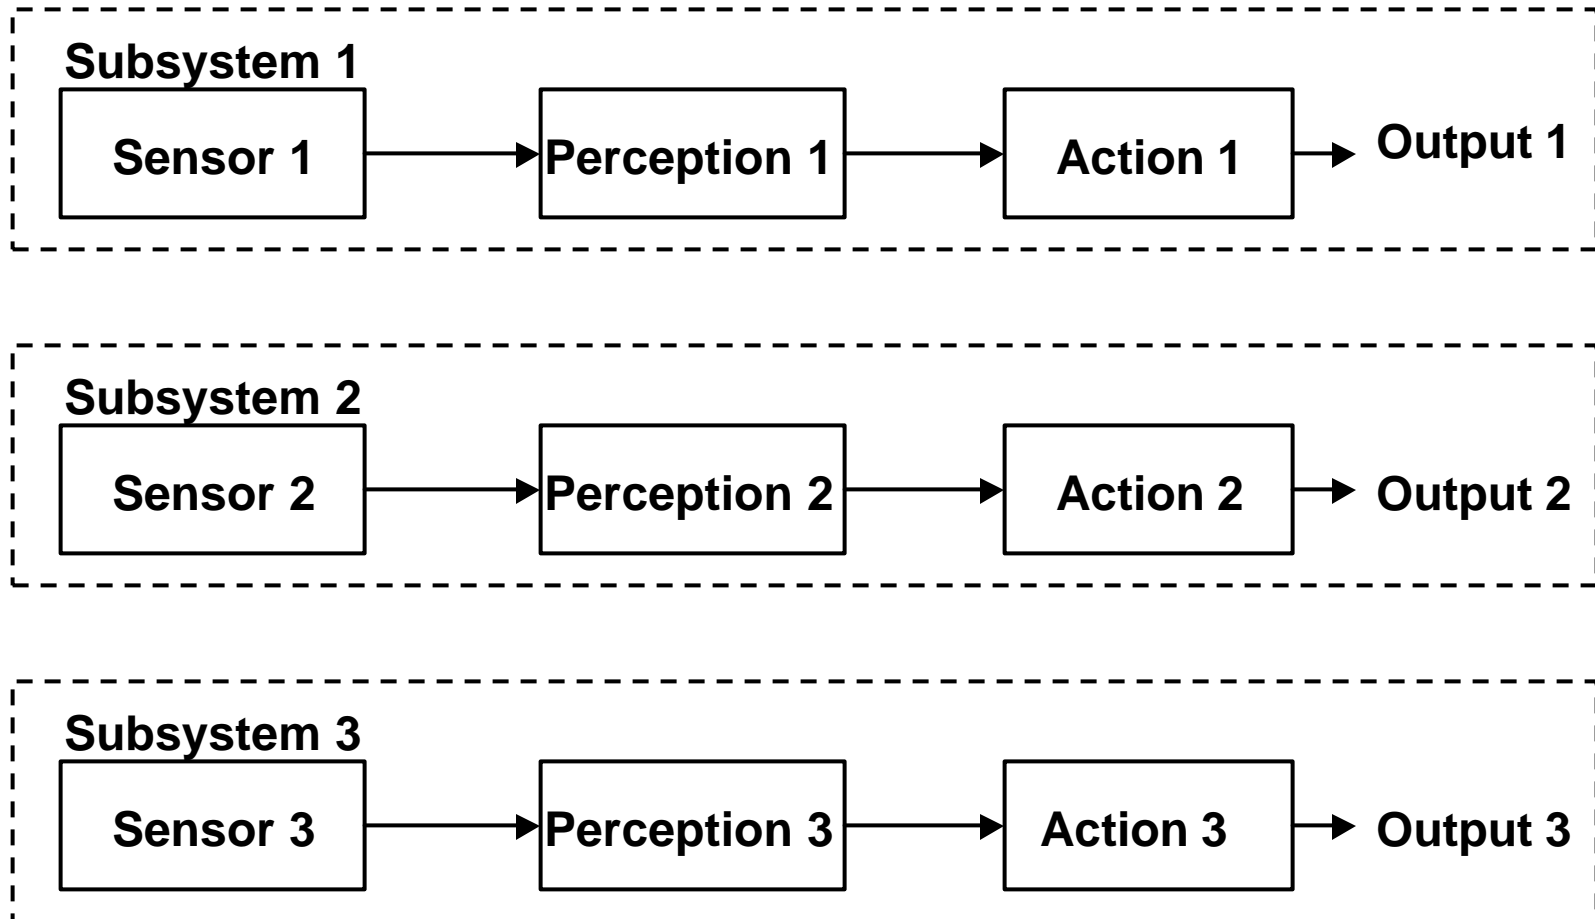 Subsystem 1
Sensor 1
Perception 1
Action 1
Output 1
Subsystem 2
Sensor 2
Perception 2
Action 2
Output 2
Subsystem 3
Sensor 3
Perception 3
Action 3
Output 3